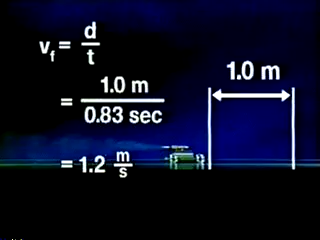 v_f = d/t
= 1.0 m / 0.83 sec
= 1.2 m/s
1.0 m